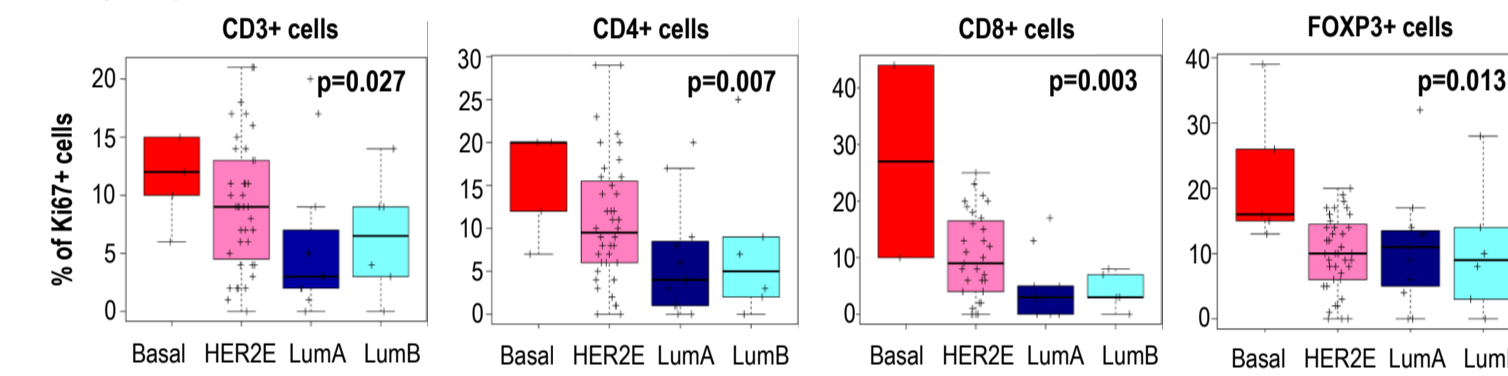 CD3+ cells
CD4+ cells
CD8+ cells
FOXP3+ cells
% of Ki67+ cells
20
15
10
5
0
p=0.027
Basal HER2E LumA LumB
30
25
20
15
10
5
0
p=0.007
Basal HER2E LumA LumB
40
30
20
10
0
p=0.003
Basal HER2E LumA LumB
40
30
20
10
0
p=0.013
Basal HER2E LumA